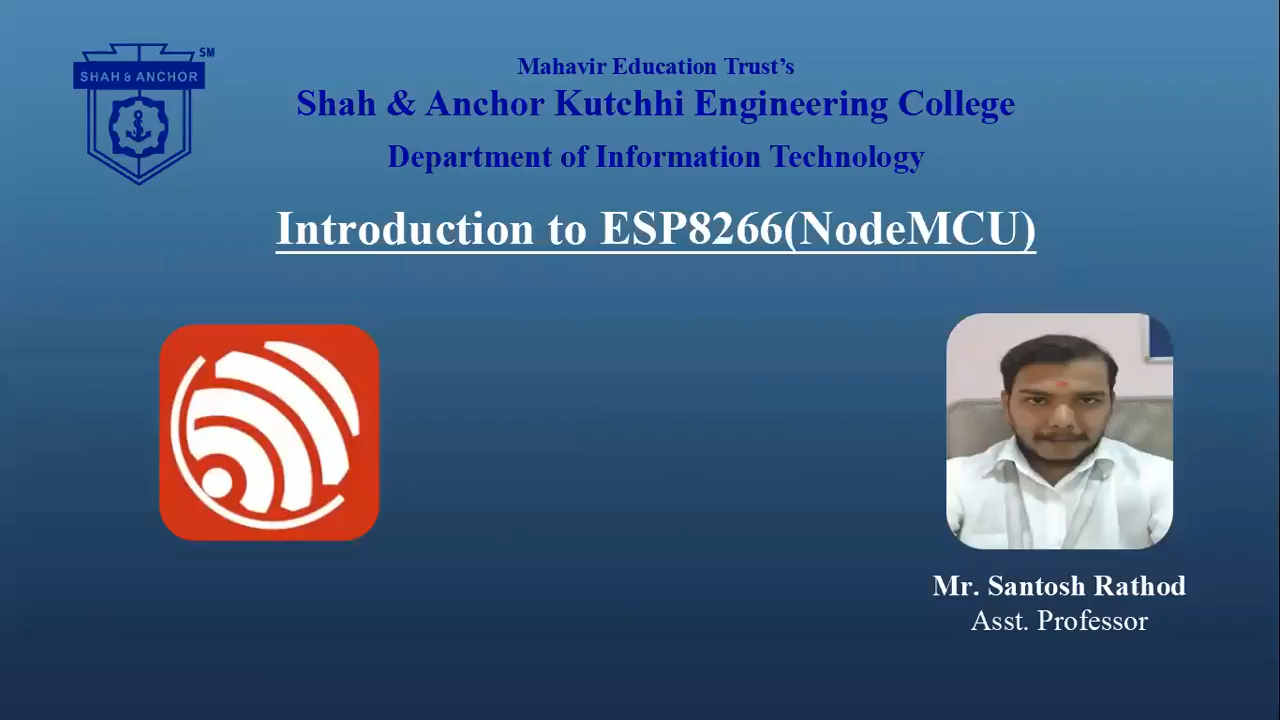 SM
SHAH & ANCHOR
Mahavir Education Trust’s
Shah & Anchor Kutchhi Engineering College
Department of Information Technology
Introduction to ESP8266(NodeMCU)
Mr. Santosh Rathod
Asst. Professor